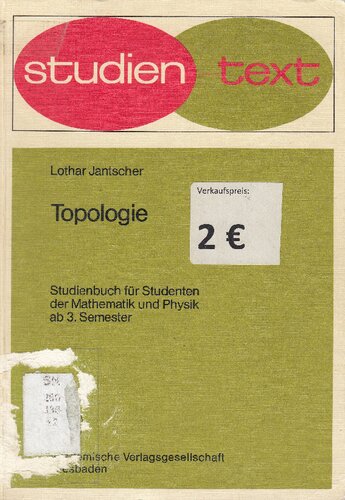 studien text
Lothar Jantscher
Topologie
Verkaufspreis:
2 €
Studienbuch für Studenten
der Mathematik und Physik
ab 3. Semester
demische Verlagsgesellschaft
esbaden